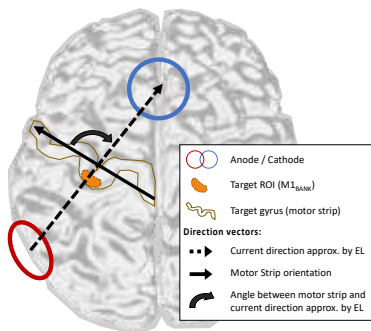 Anode / Cathode
Target ROI (M1BANK)
Target gyrus (motor strip)
Direction vectors:
Current direction approx. by EL
Motor Strip orientation
Angle between motor strip and
current direction approx. by EL